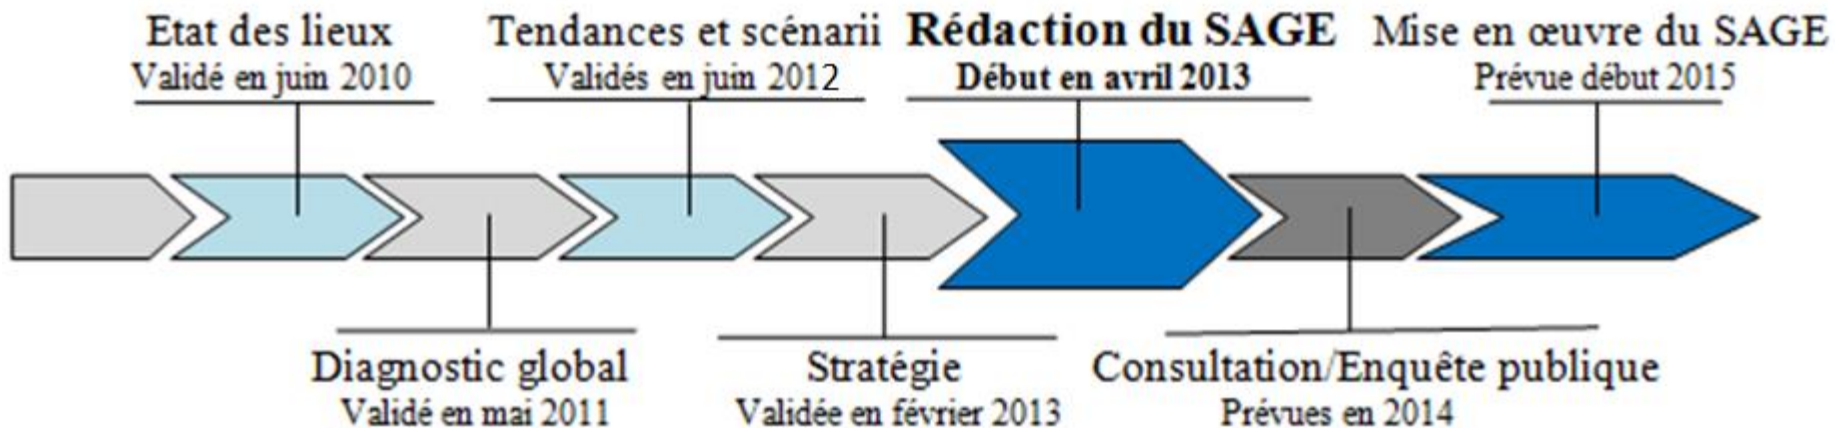 Etat des lieux
Validé en juin 2010
Tendances et scénarii
Validés en juin 2012
Rédaction du SAGE
Début en avril 2013
Mise en œuvre du SAGE
Prévue début 2015
Diagnostic global
Validé en mai 2011
Stratégie
Validée en février 2013
Consultation/Enquête publique
Prévues en 2014